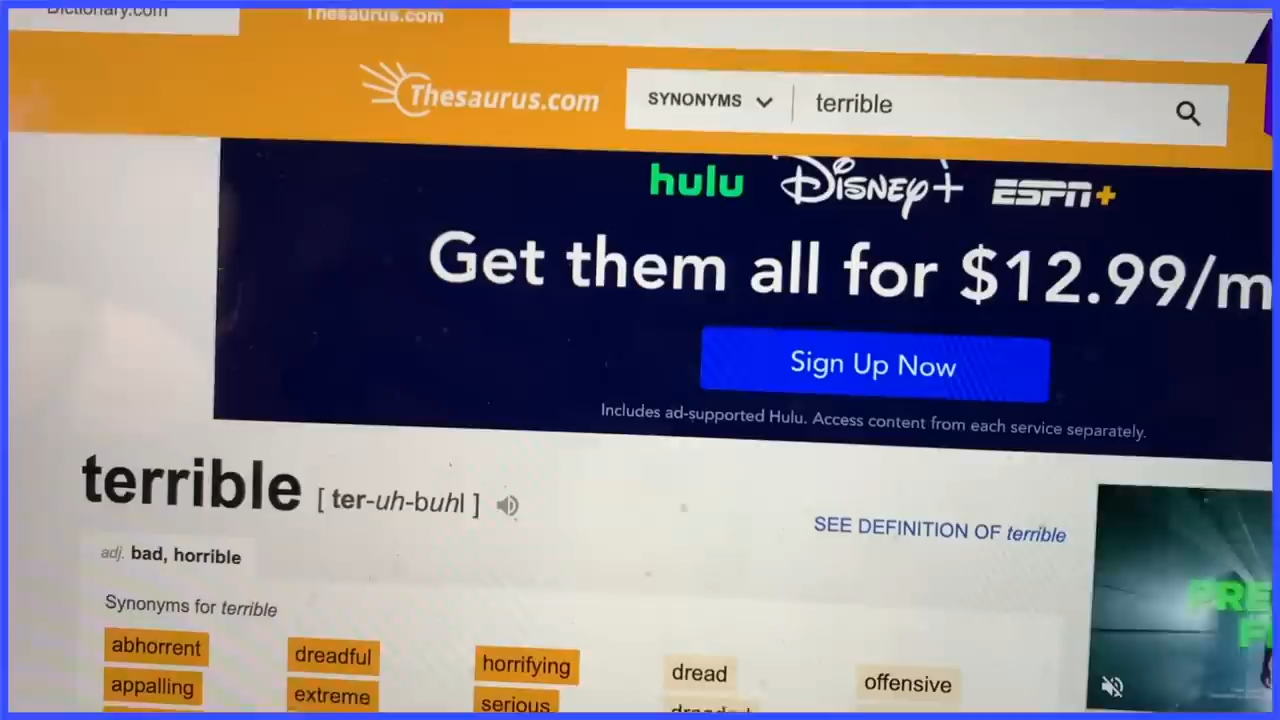 Dictionary.com
Thesaurus.com
Thesaurus.com
SYNONYMS
terrible
hulu Disney+ ESPN+
Get them all for $12.99/m
Sign Up Now
Includes ad-supported Hulu. Access content from each service separately.
terrible [ ter-uh-buhl ]
SEE DEFINITION OF terrible
adj. bad, horrible
Synonyms for terrible
abhorrent dreadful horrifying dread offensive
appalling extreme serious
PRE
F